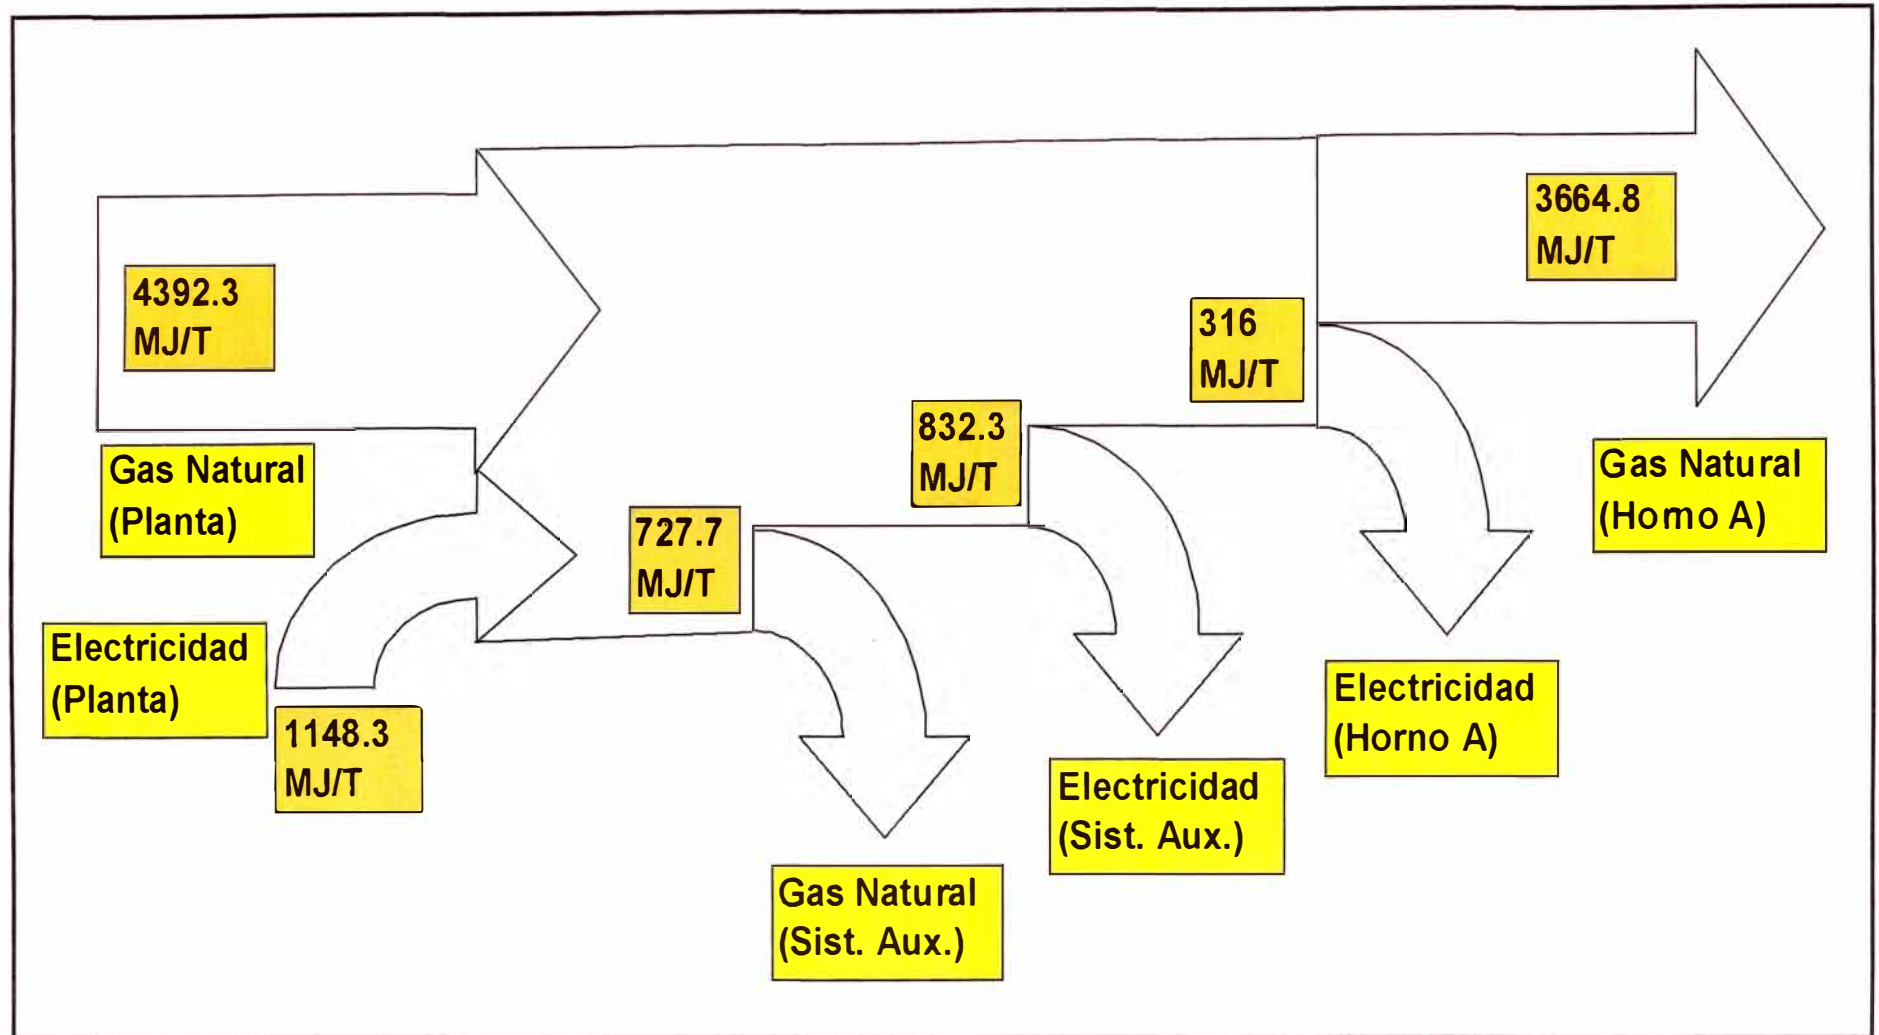 3664.8
MJ/T
4392.3
MJ/T
316
MJ/T
832.3
MJ/T
Gas Natural
(Planta)
Gas Natural
(Horno A)
727.7
MJ/T
Electricidad
(Planta)
1148.3
MJ/T
Electricidad
(Horno A)
Electricidad
(Sist. Aux.)
Gas Natural
(Sist. Aux.)